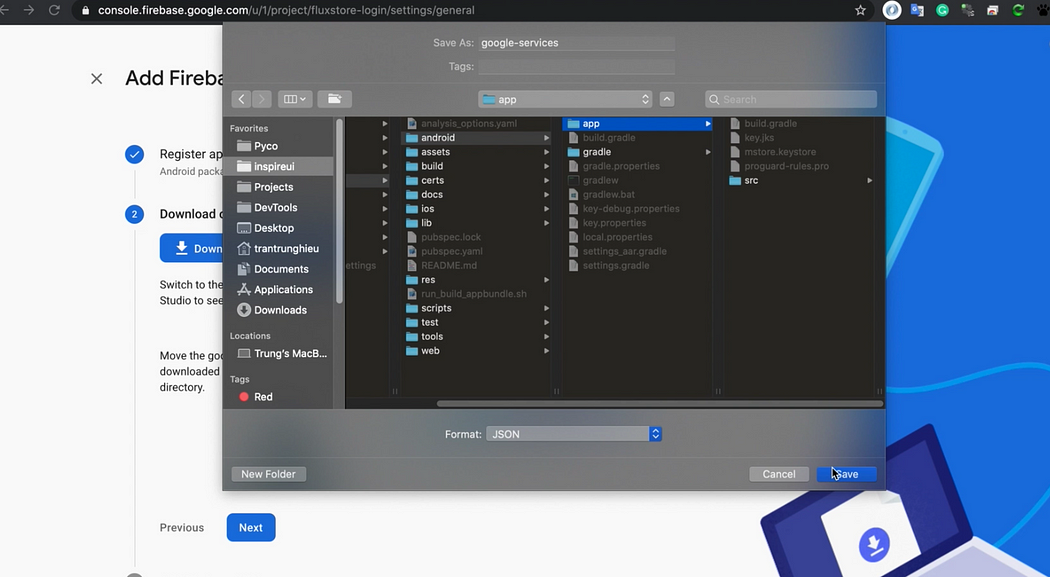 console.firebase.google.com/u/1/project/fluxstore-login/settings/general
Save As: google-services
Tags:
app
Search
Add Fireba
Register ap
Android packa
2
Download c
Down
Switch to the
Studio to see
Move the goo
downloaded
directory.
Favorites
Pyco
inspireui
Projects
DevTools
Desktop
trantrunghieu
Documents
Applications
Downloads
Locations
Trung's MacB...
Tags
Red
ettings
analysis_options.yaml
android
assets
build
certs
docs
ios
lib
pubspec.lock
pubspec.yaml
README.md
res
run_build_appbundle.sh
scripts
test
tools
web
app
build.gradle
gradle
gradle.properties
gradlew
gradlew.bat
key-debug.properties
key.properties
local.properties
settings_aar.gradle
settings.gradle
build.gradle
key.jks
mstore.keystore
proguard-rules.pro
src
Format: JSON
New Folder
Cancel
Save
Previous
Next